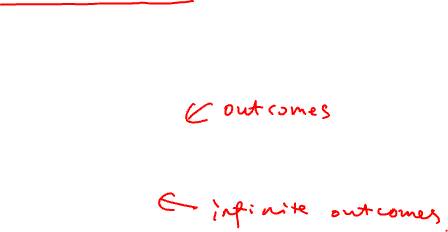 ← outcomes
← infinite outcomes.